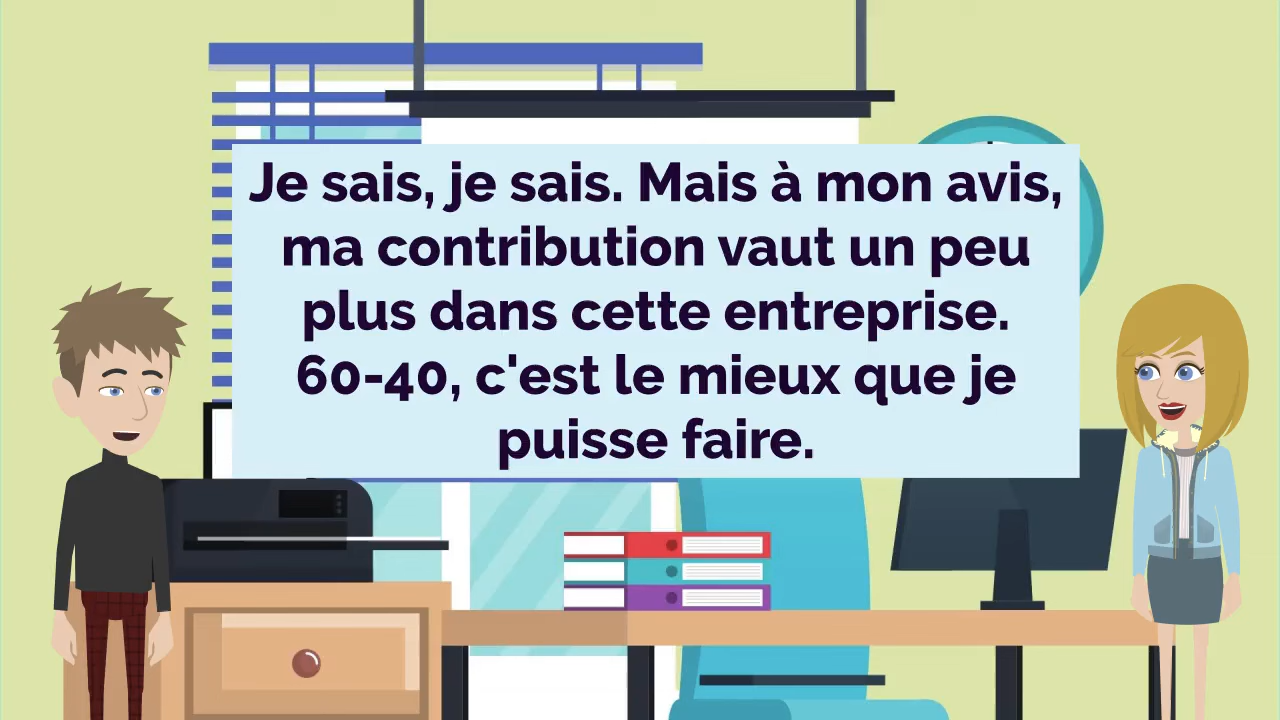 Je sais, je sais. Mais à mon avis,
ma contribution vaut un peu
plus dans cette entreprise.
60-40, c'est le mieux que je
puisse faire.